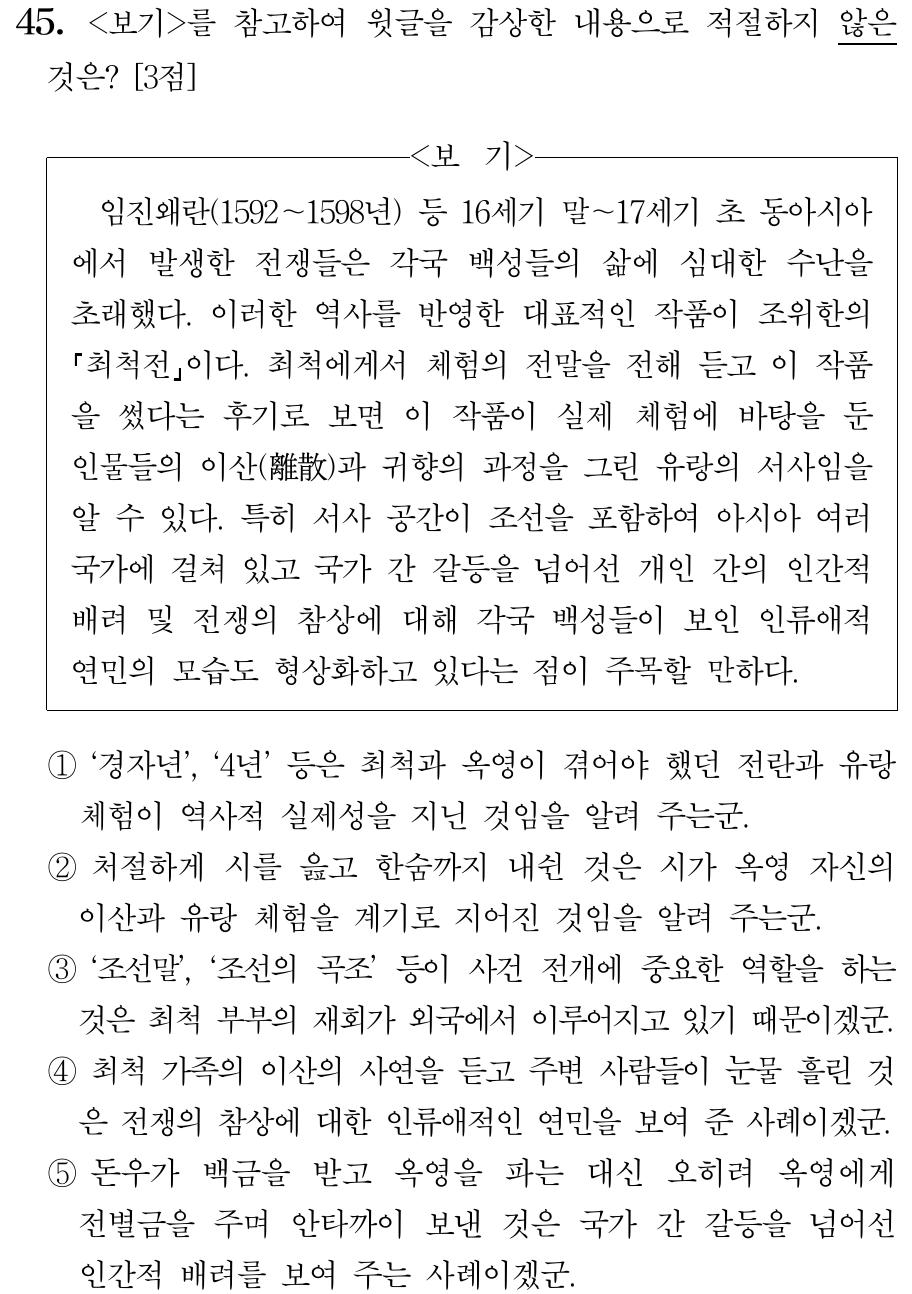 45. <보기>를 참고하여 윗글을 감상한 내용으로 적절하지 않은
것은? [3점]
<보 기>
임진왜란(1592~1598년) 등 16세기 말~17세기 초 동아시아
에서 발생한 전쟁들은 각국 백성들의 삶에 심대한 수난을
초래했다. 이러한 역사를 반영한 대표적인 작품이 조위한의
「최척전」이다. 최척에게서 체험의 전말을 전해 듣고 이 작품
을 썼다는 후기로 보면 이 작품이 실제 체험에 바탕을 둔
인물들의 이산(離散)과 귀향의 과정을 그린 유랑의 서사임을
알 수 있다. 특히 서사 공간이 조선을 포함하여 아시아 여러
국가에 걸쳐 있고 국가 간 갈등을 넘어선 개인 간의 인간적
배려 및 전쟁의 참상에 대해 각국 백성들이 보인 인류애적
연민의 모습도 형상화하고 있다는 점이 주목할 만하다.
① ‘경자년’, ‘4년’ 등은 최척과 옥영이 겪어야 했던 전란과 유랑
체험이 역사적 실제성을 지닌 것임을 알려 주는군.
② 처절하게 시를 읊고 한숨까지 내쉰 것은 시가 옥영 자신의
이산과 유랑 체험을 계기로 지어진 것임을 알려 주는군.
③ ‘조선말’, ‘조선의 곡조’ 등이 사건 전개에 중요한 역할을 하는
것은 최척 부부의 재회가 외국에서 이루어지고 있기 때문이겠군.
④ 최척 가족의 이산의 사연을 듣고 주변 사람들이 눈물 흘린 것
은 전쟁의 참상에 대한 인류애적인 연민을 보여 준 사례이겠군.
⑤ 돈우가 백금을 받고 옥영을 파는 대신 오히려 옥영에게
전별금을 주며 안타까이 보낸 것은 국가 간 갈등을 넘어선
인간적 배려를 보여 주는 사례이겠군.